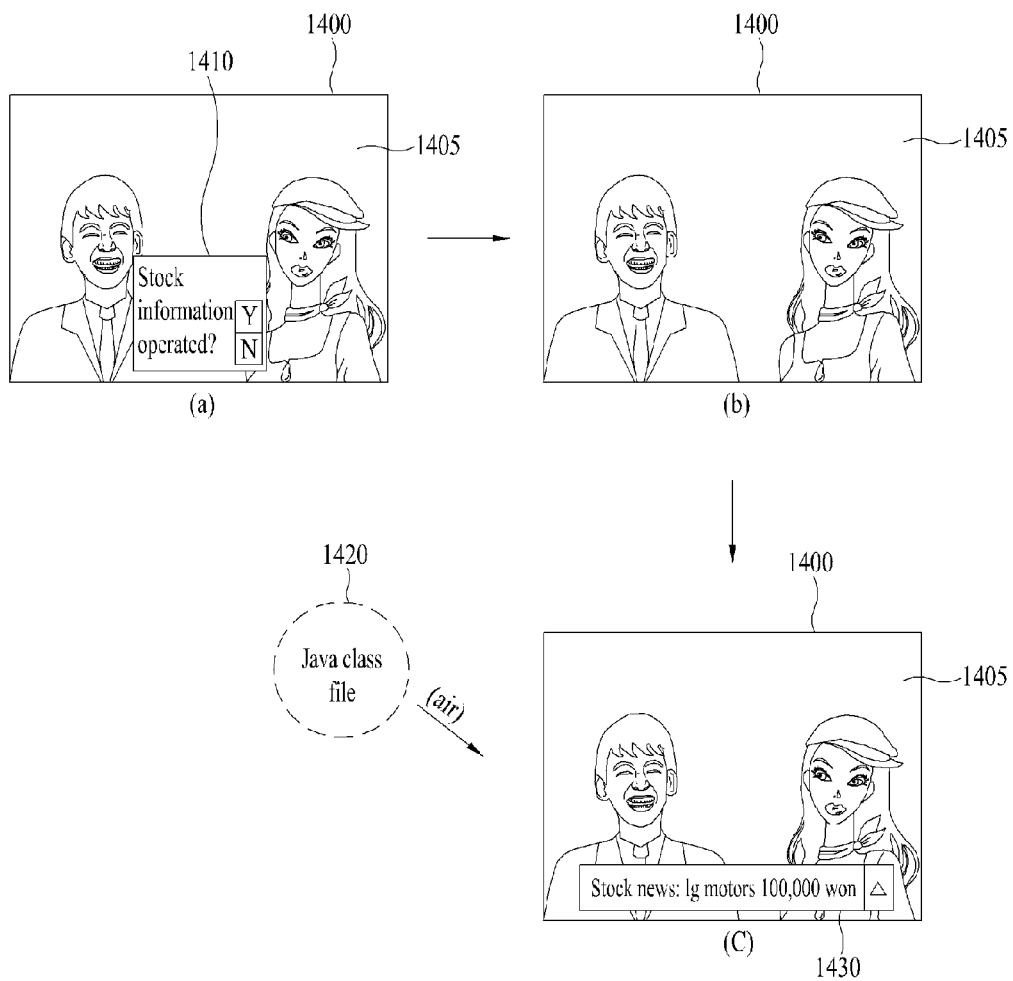 1400
1410
1405
Stock
information Y
operated? N
(a)
1400
1405
(b)
1420
Java class
file
(air)
1400
1405
Stock news: lg motors 100,000 won △
(C)
1430